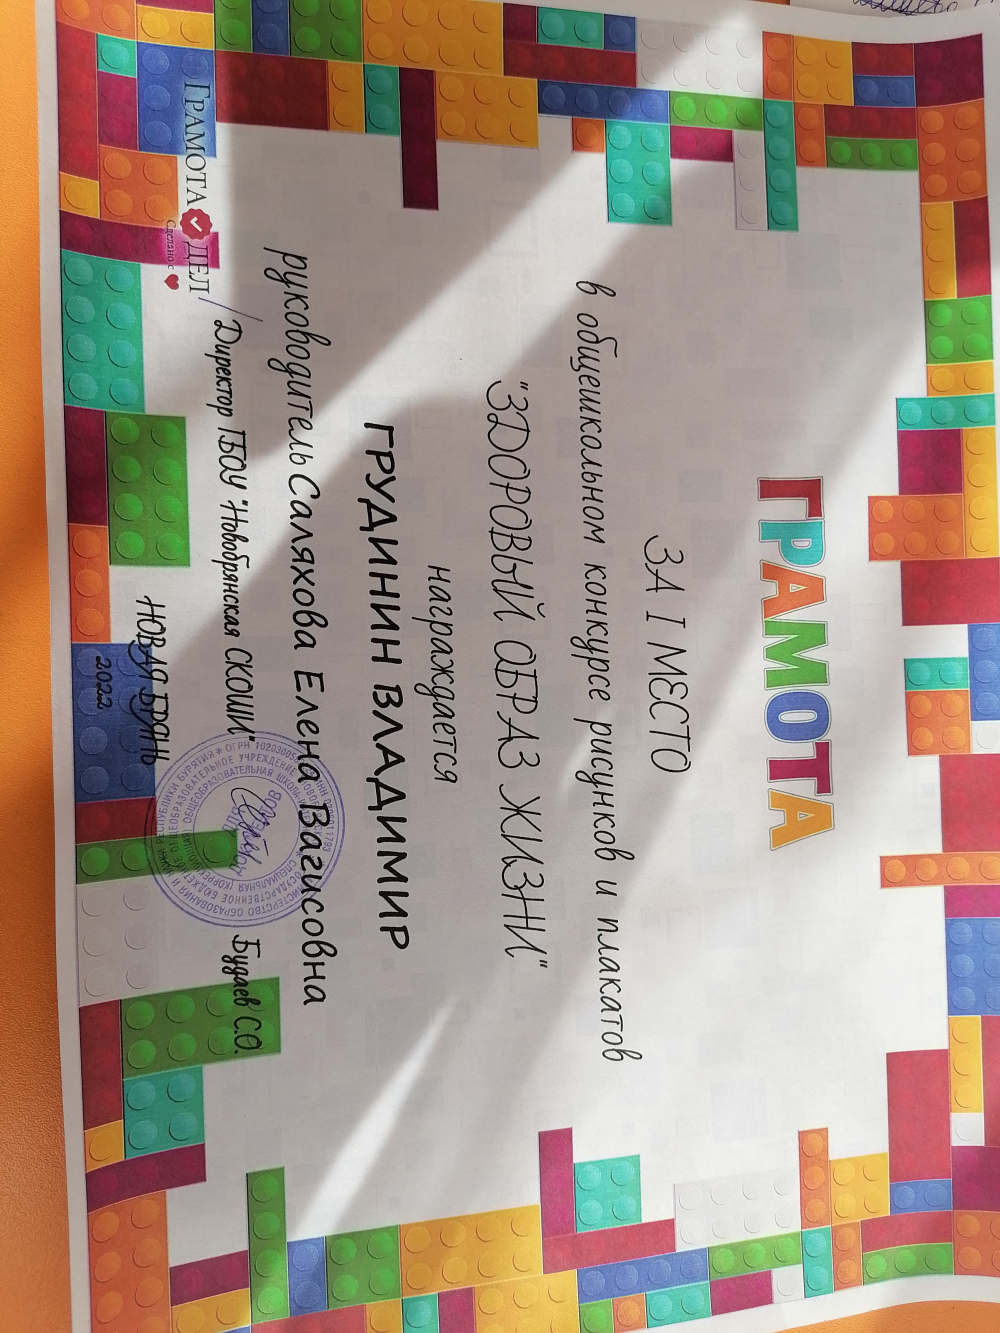 ГРАМОТА
ЗА I МЕСТО
в общешкольном конкурсе рисунков и плакатов
"ЗДОРОВЫЙ ОБРАЗ ЖИЗНИ"
награждается
ГРУДИНИН ВЛАДИМИР
руководитель Саляхова Елена Вагисовна
Директор ГБОУ "Новобрянская СКОШИ" Будаев С.О.
НОВАЯ БРЯНЬ
2022
ГРАМОТА ДЕЛ
Сделано с